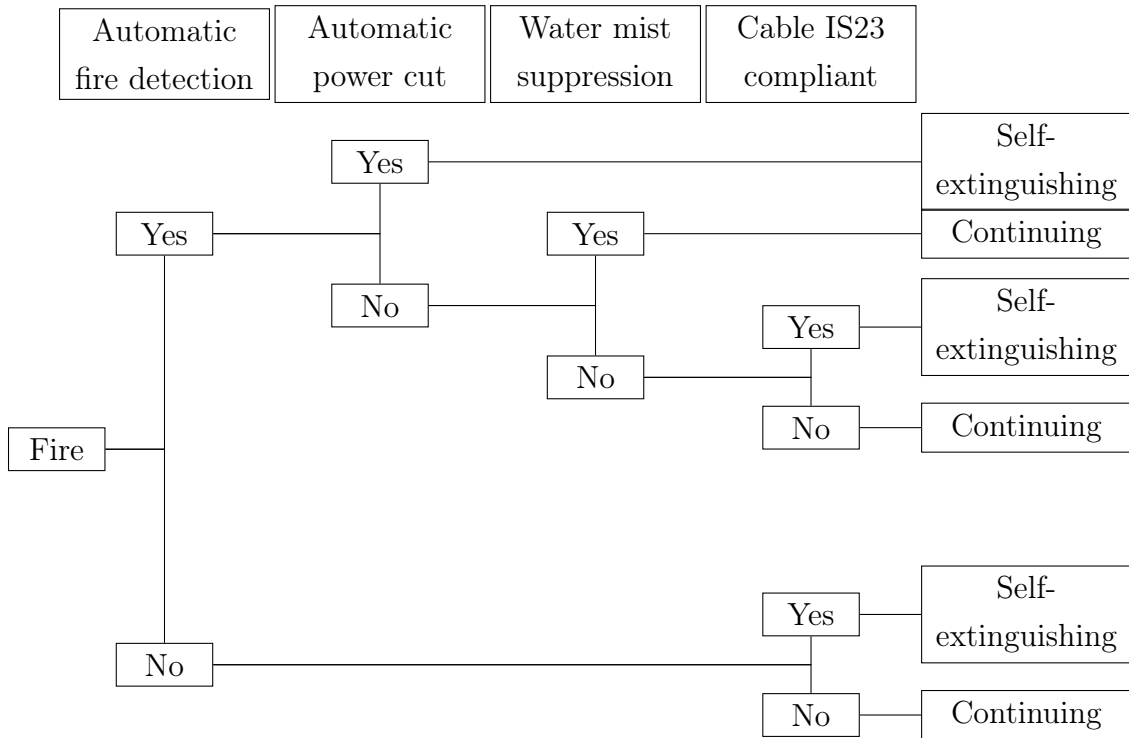 Automatic
fire detection
Automatic
power cut
Water mist
suppression
Cable IS23
compliant
Yes
Self-
extinguishing
Yes
Yes
Continuing
No
Yes
Self-
extinguishing
No
No
Continuing
Fire
Yes
Self-
extinguishing
No
No
Continuing